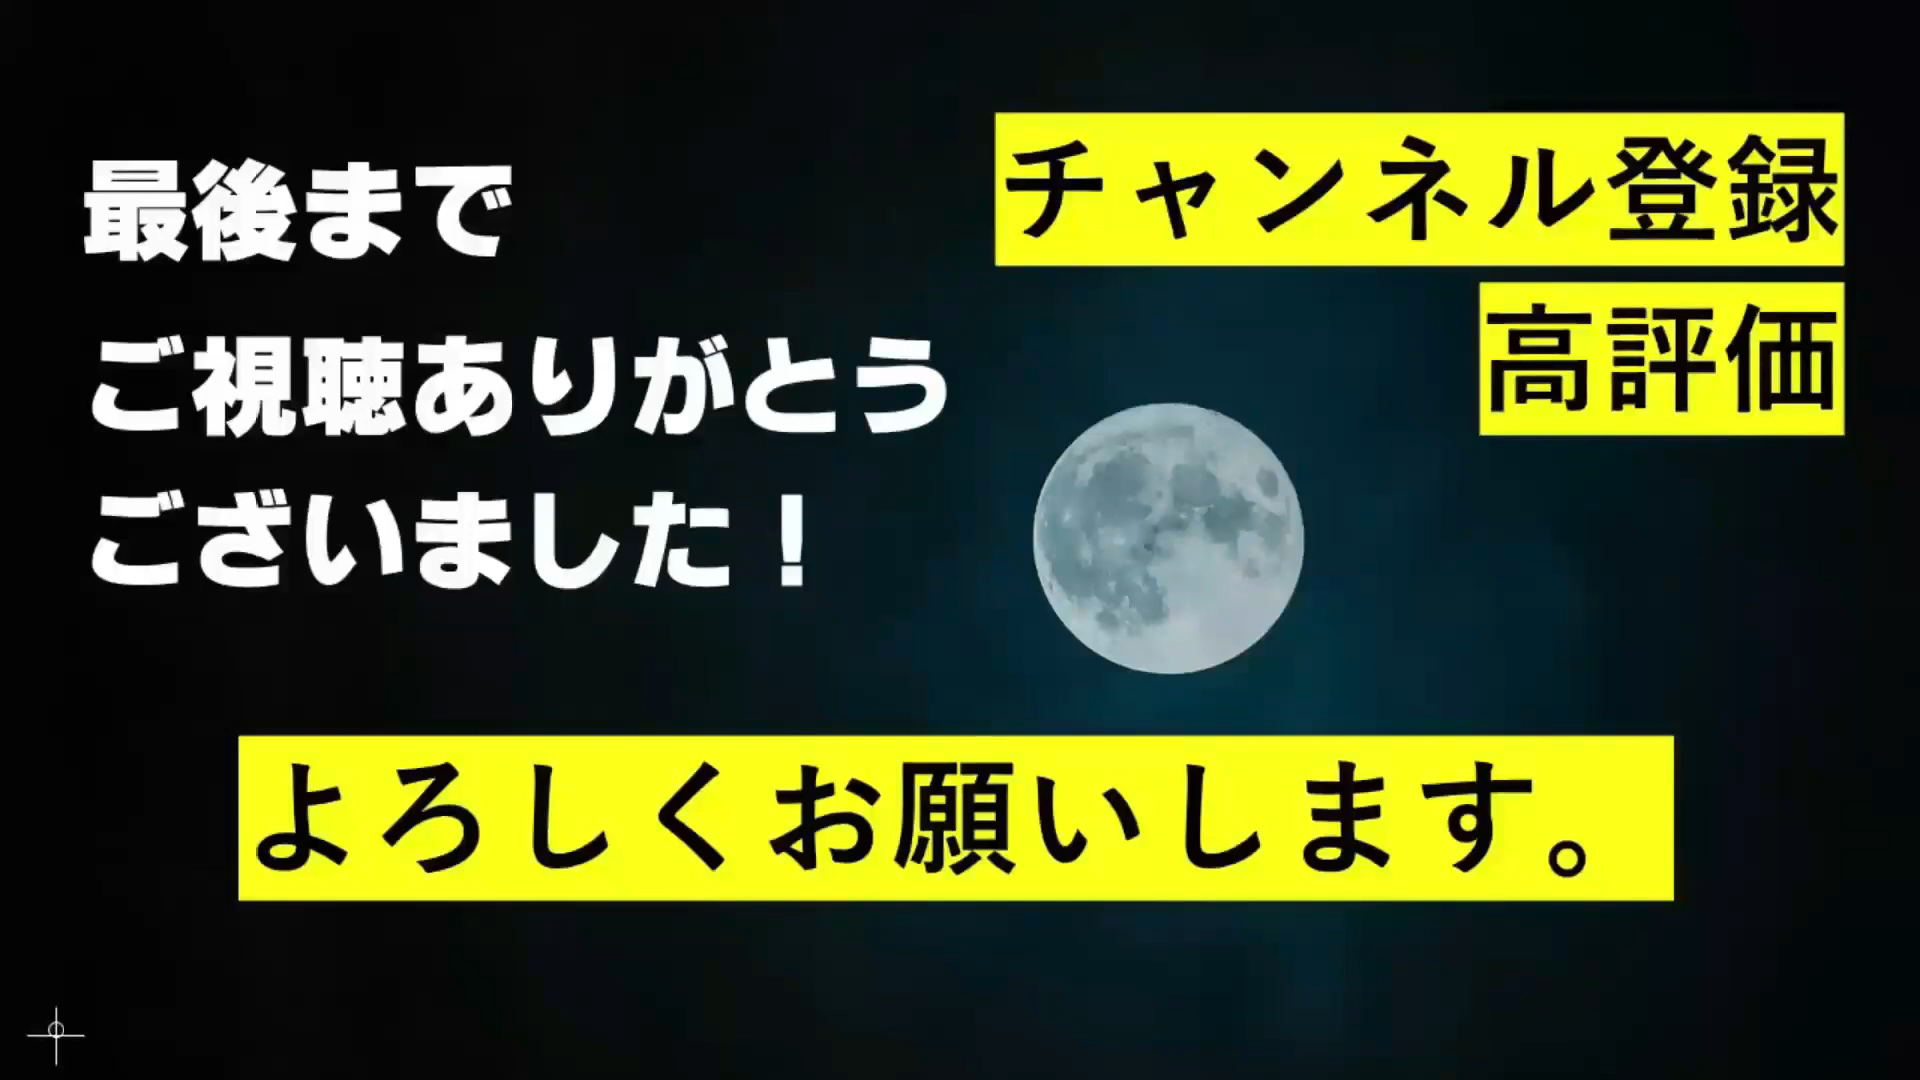 最後まで
ご視聴ありがとう
ございました！
チャンネル登録
高評価
よろしくお願いします。